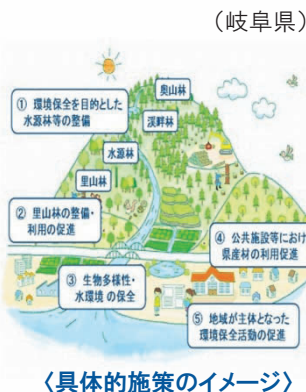 （岐阜県）
① 環境保全を目的とした
水源林等の整備
奥山林
渓畔林
水源林
里山林
② 里山林の整備・
利用の促進
④ 公共施設等におけ
県産材の利用促進
③ 生物多様性・
水環境 の保全
⑤ 地域が主体となった
環境保全活動の促進
〈具体的施策のイメージ〉